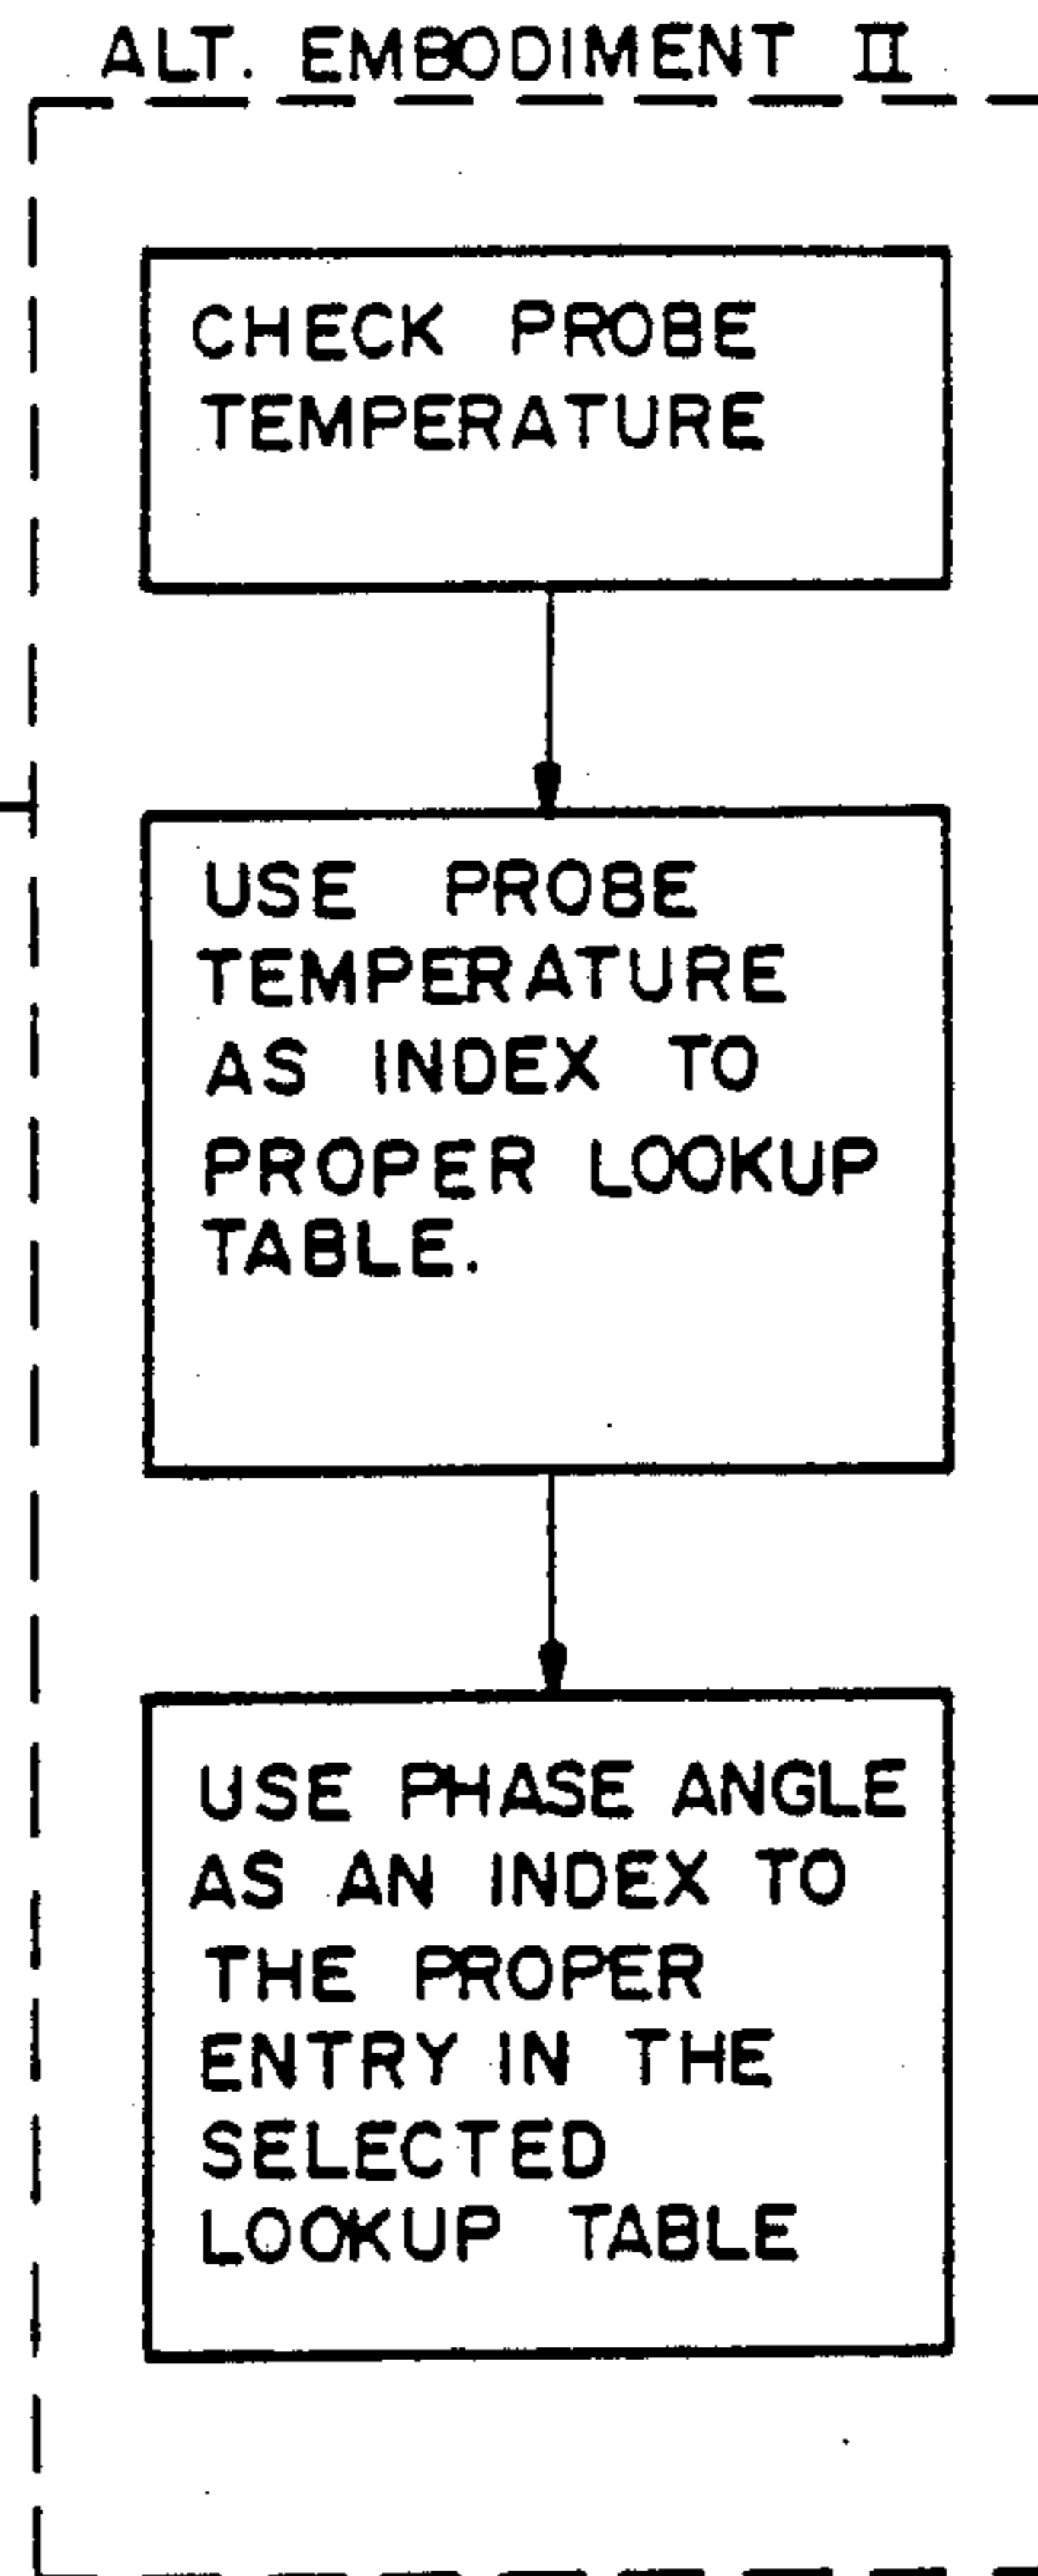 ALT. EMBODIMENT II
CHECK PROBE
TEMPERATURE
USE PROBE
TEMPERATURE
AS INDEX TO
PROPER LOOKUP
TABLE.
USE PHASE ANGLE
AS AN INDEX TO
THE PROPER
ENTRY IN THE
SELECTED
LOOKUP TABLE